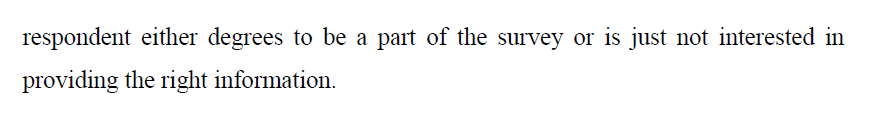 respondent either degrees to be a part of the survey or is just not interested in
providing the right information.